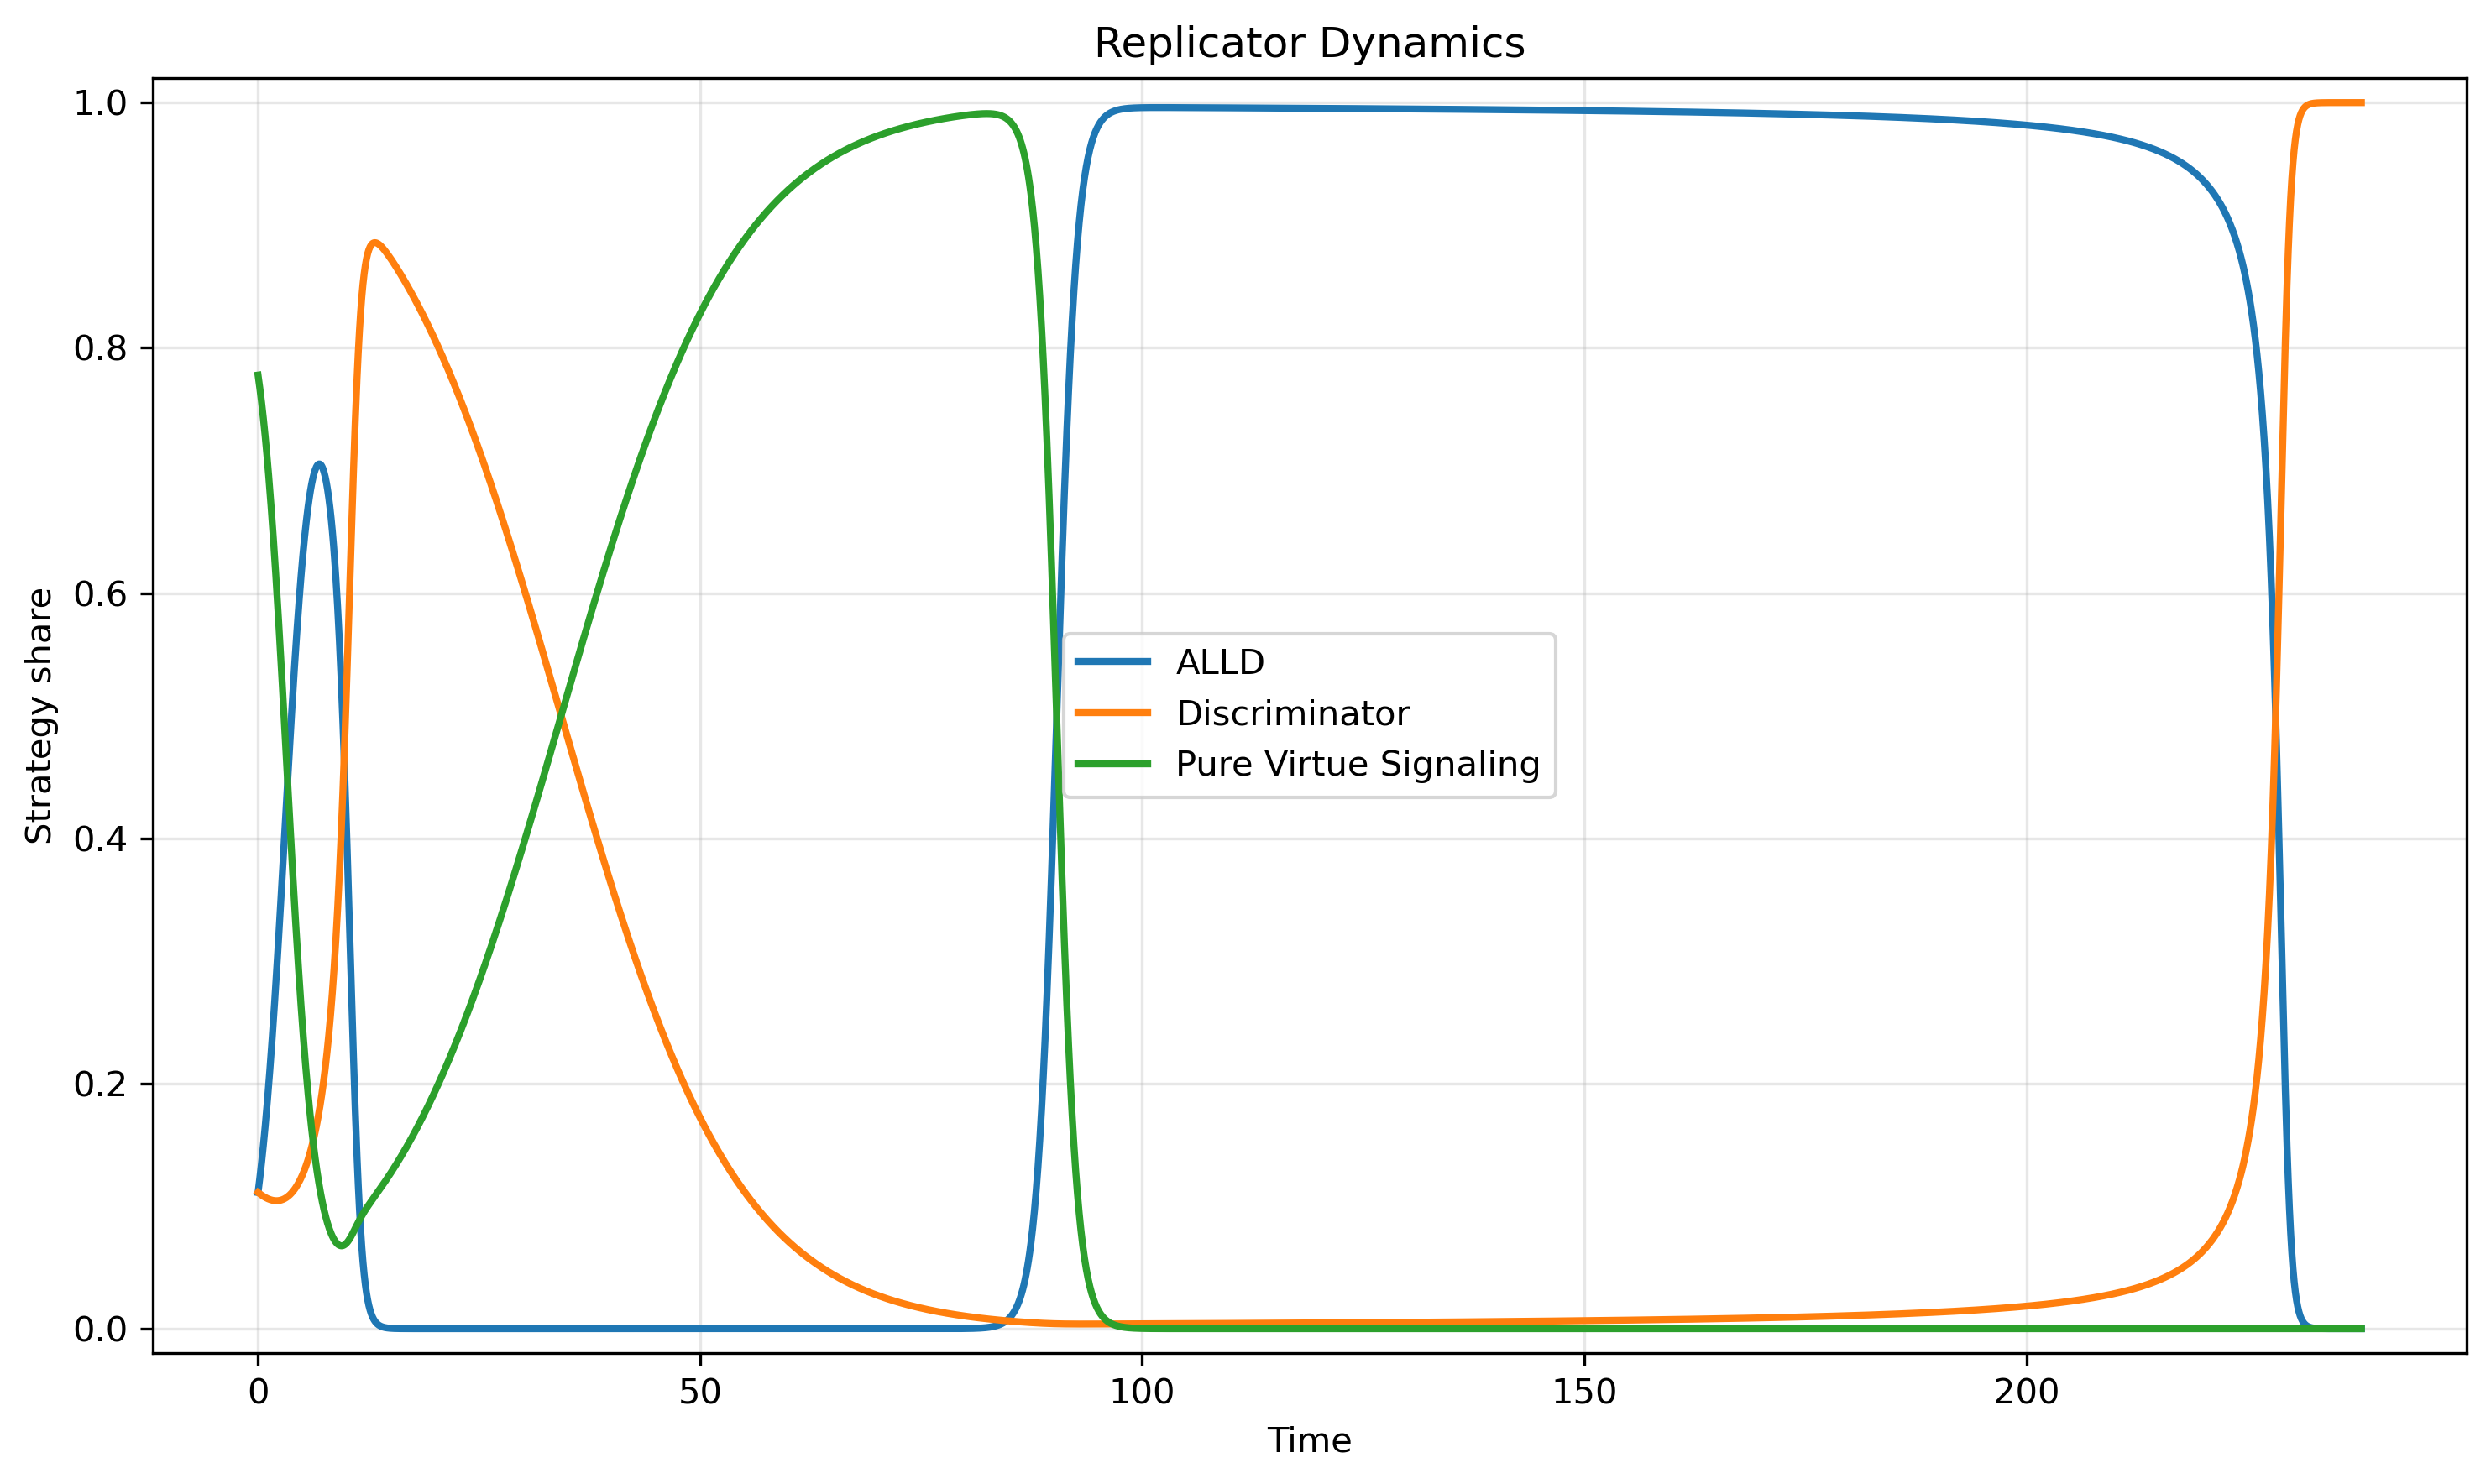 Replicator Dynamics
Strategy share
1.0
0.8
0.6
0.4
0.2
0.0
ALLD
Discriminator
Pure Virtue Signaling
0
50
100
150
200
Time